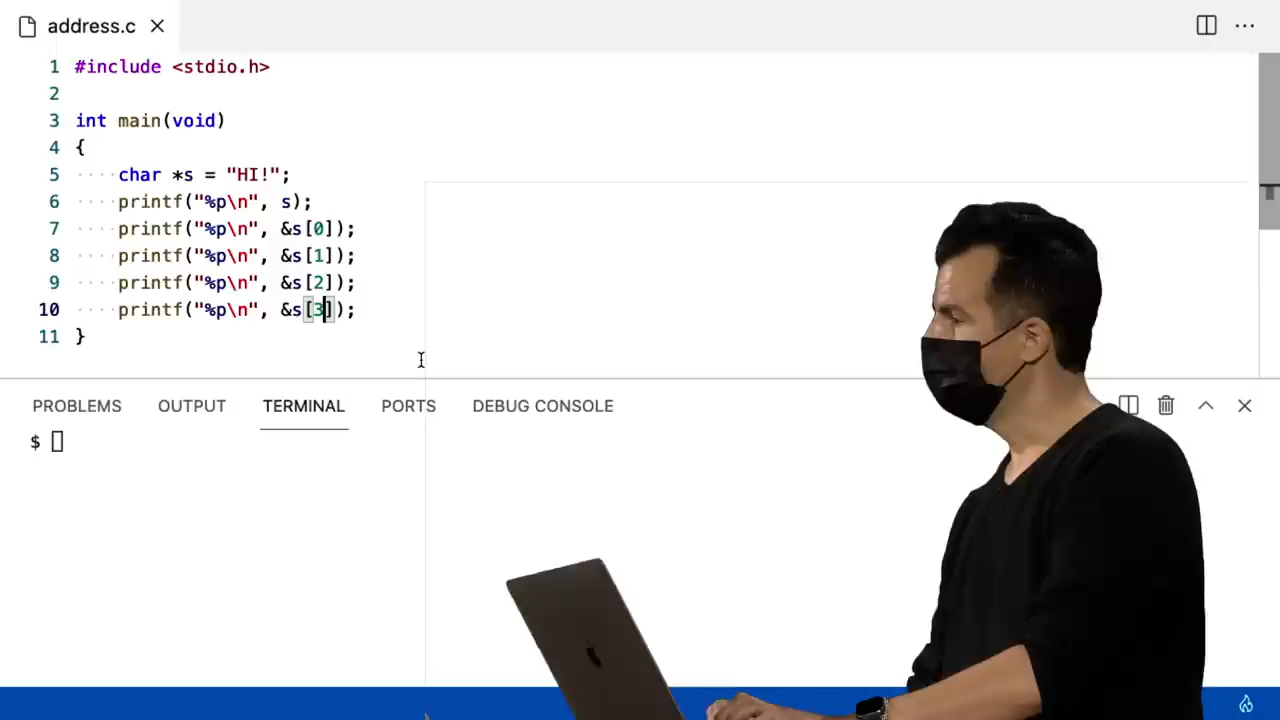 address.c
1 #include <stdio.h>
2
3 int main(void)
4 {
5 char *s = "HI!";
6 printf("%p\n", s);
7 printf("%p\n", &s[0]);
8 printf("%p\n", &s[1]);
9 printf("%p\n", &s[2]);
10 printf("%p\n", &s[3]);
11 }
PROBLEMS OUTPUT TERMINAL PORTS DEBUG CONSOLE
$